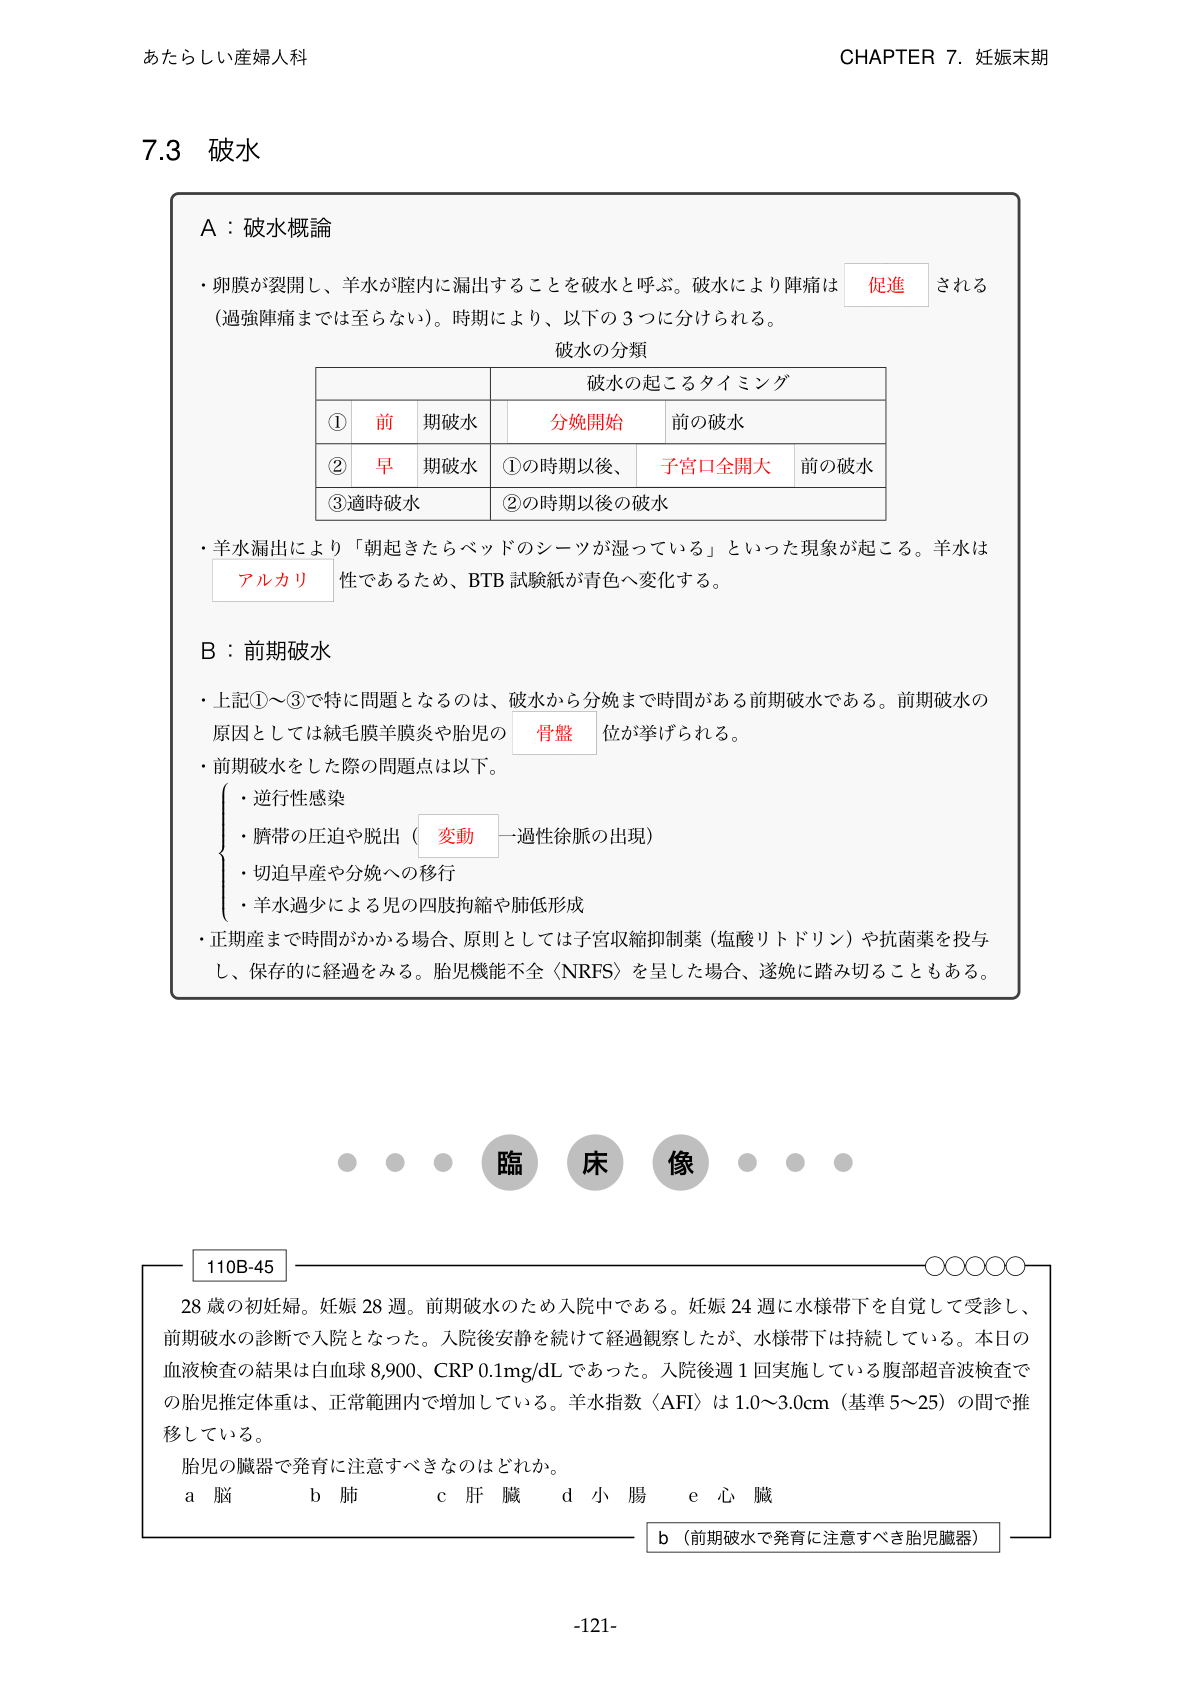 あたらしい産婦人科
CHAPTER 7. 妊娠末期
7.3 破水
A：破水概論
・卵膜が裂開し、羊水が腟内に漏出することを破水と呼ぶ。破水により陣痛は 促進 される
（過強陣痛までは至らない）。時期により、以下の 3 つに分けられる。
破水の分類
破水の起こるタイミング
① 前 期破水 分娩開始 前の破水
② 早 期破水 ①の時期以後、 子宮口全開大 前の破水
③適時破水 ②の時期以後の破水
・羊水漏出により「朝起きたらベッドのシーツが湿っている」といった現象が起こる。羊水は
アルカリ 性であるため、BTB 試験紙が青色へ変化する。
B：前期破水
・上記①～③で特に問題となるのは、破水から分娩まで時間がある前期破水である。前期破水の
原因としては絨毛膜羊膜炎や胎児の 骨盤 位が挙げられる。
・前期破水をした際の問題点は以下。
・逆行性感染
・臍帯の圧迫や脱出（ 変動 一過性徐脈の出現）
・切迫早産や分娩への移行
・羊水過少による児の四肢拘縮や肺低形成
・正期産まで時間がかかる場合、原則としては子宮収縮抑制薬（塩酸リトドリン）や抗菌薬を投与
し、保存的に経過をみる。胎児機能不全〈NRFS〉を呈した場合、遂娩に踏み切ることもある。
臨 床 像
110B-45 ○○○○○
28 歳の初妊婦。妊娠 28 週。前期破水のため入院中である。妊娠 24 週に水様帯下を自覚して受診し、
前期破水の診断で入院となった。入院後安静を続けて経過観察したが、水様帯下は持続している。本日の
血液検査の結果は白血球 8,900、CRP 0.1mg/dL であった。入院後週 1 回実施している腹部超音波検査で
の胎児推定体重は、正常範囲内で増加している。羊水指数〈AFI〉は 1.0～3.0cm（基準 5～25）の間で推
移している。
胎児の臓器で発育に注意すべきなのはどれか。
a 脳 b 肺 c 肝 臓 d 小 腸 e 心 臓
b （前期破水で発育に注意すべき胎児臓器）
-121-